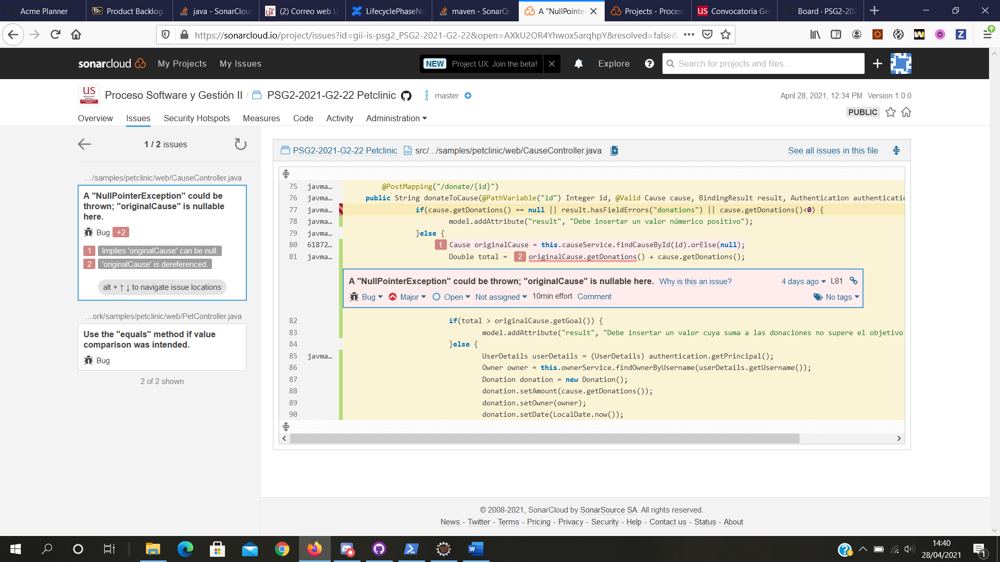 Acme Planner
Bb Product Backlog
java - SonarClou
(2) Correo web U
LifecyclePhaseNo
maven - SonarQu
A "NullPointer
Projects - Proces
US Convocatoria Ge
Board · PSG2-202
https://sonarcloud.io/project/issues?id=gii-is-psg2_PSG2-2021-G2-22&open=AXkU2OR4Yhwox5arqhpY&resolved=false&
sonarcloud My Projects My Issues
NEW Project UX: Join the beta!
Explore
Search for projects and files...
US Proceso Software y Gestión II / PSG2-2021-G2-22 Petclinic master
April 28, 2021, 12:34 PM Version 1.0.0
PUBLIC
Overview Issues Security Hotspots Measures Code Activity Administration
1 / 2 issues
…/samples/petclinic/web/CauseController.java
A "NullPointerException" could be
thrown; "originalCause" is nullable
here.
Bug +2
1 Implies 'originalCause' can be null.
2 'originalCause' is dereferenced.
alt + ↑ ↓ to navigate issue locations
…ork/samples/petclinic/web/PetController.java
Use the "equals" method if value
comparison was intended.
Bug
2 of 2 shown
PSG2-2021-G2-22 Petclinic src/…/samples/petclinic/web/CauseController.java See all issues in this file
75 javma… @PostMapping("/donate/{id}")
76 javma… public String donateToCause(@PathVariable("id") Integer id, @Valid Cause cause, BindingResult result, Authentication authenticatio
77 javma… if(cause.getDonations() == null || result.hasFieldErrors("donations") || cause.getDonations()<0) {
78 javma… model.addAttribute("result", "Debe insertar un valor númerico positivo");
79 javma… }else {
80 61872… 1 Cause originalCause = this.causeService.findCauseById(id).orElse(null);
81 javma… Double total = 2 originalCause.getDonations() + cause.getDonations();
A "NullPointerException" could be thrown; "originalCause" is nullable here. Why is this an issue? 4 days ago L81
Bug Major Open Not assigned 10min effort Comment No tags
82 if(total > originalCause.getGoal()) {
83 model.addAttribute("result", "Debe insertar un valor cuya suma a las donaciones no supere el objetivo
84 }else {
85 javma… UserDetails userDetails = (UserDetails) authentication.getPrincipal();
86 Owner owner = this.ownerService.findOwnerByUsername(userDetails.getUsername());
87 Donation donation = new Donation();
88 donation.setAmount(cause.getDonations());
89 donation.setOwner(owner);
90 donation.setDate(LocalDate.now());
© 2008-2021, SonarCloud by SonarSource SA. All rights reserved.
News - Twitter - Terms - Pricing - Privacy - Security - Help - Contact us - Status - About
14:40
28/04/2021
1